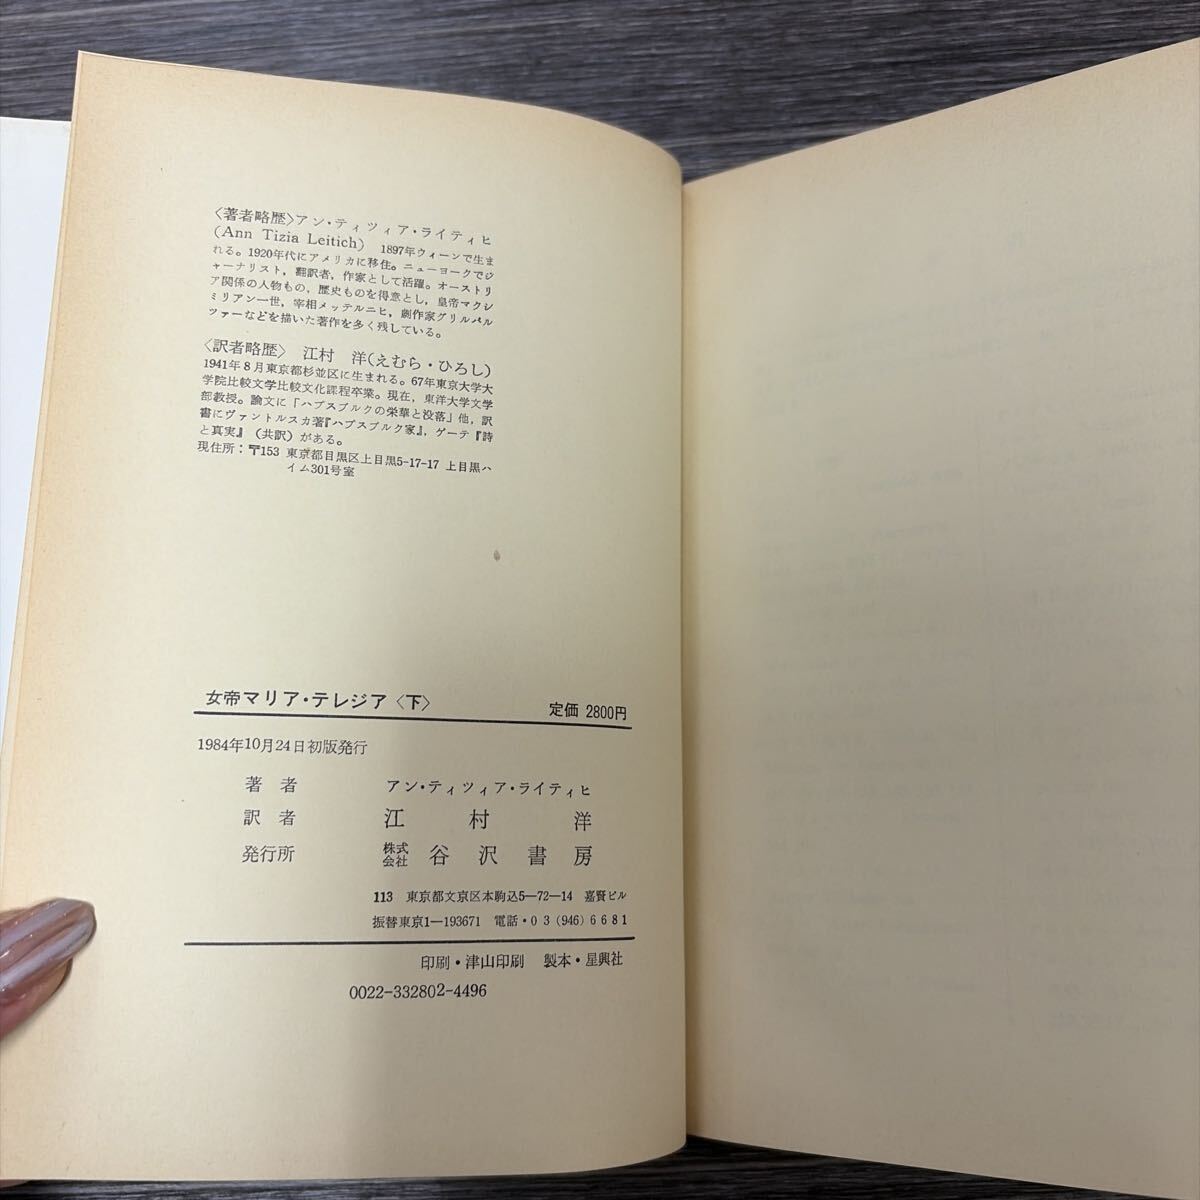 〈著者略歴〉アン・ティツィア・ライティヒ
(Ann Tizia Leitich) 1897年ウィーンで生ま
れる。1920年代にアメリカに移住。ニューヨークでジ
ャーナリスト，翻訳者，作家として活躍。オーストリ
ア関係の人物もの，歴史ものを得意とし，皇帝マクシ
ミリアン一世，宰相メッテルニヒ，劇作家グリルパル
ツァーなどを描いた著作を多く残している。
〈訳者略歴〉 江村 洋(えむら・ひろし)
1941年8月東京都杉並区に生まれる。67年東京大学大
学院比較文学比較文化課程卒業。現在，東洋大学文学
部教授。論文に「ハプスブルクの栄華と没落」他，訳
書にヴァントルスカ著『ハプスブルク家』，ゲーテ『詩
と真実』（共訳）がある。
現住所：〒153 東京都目黒区上目黒5-17-17 上目黒ハ
イム301号室
女帝マリア・テレジア〈下〉 定価 2800円
1984年10月24日初版発行
著者 アン・ティツィア・ライティヒ
訳者 江村洋
発行所 株式会社 谷沢書房
113 東京都文京区本駒込5—72—14 嘉賢ビル
振替東京1—193671 電話・03(946)6681
印刷・津山印刷 製本・星興社
0022-332802-4496